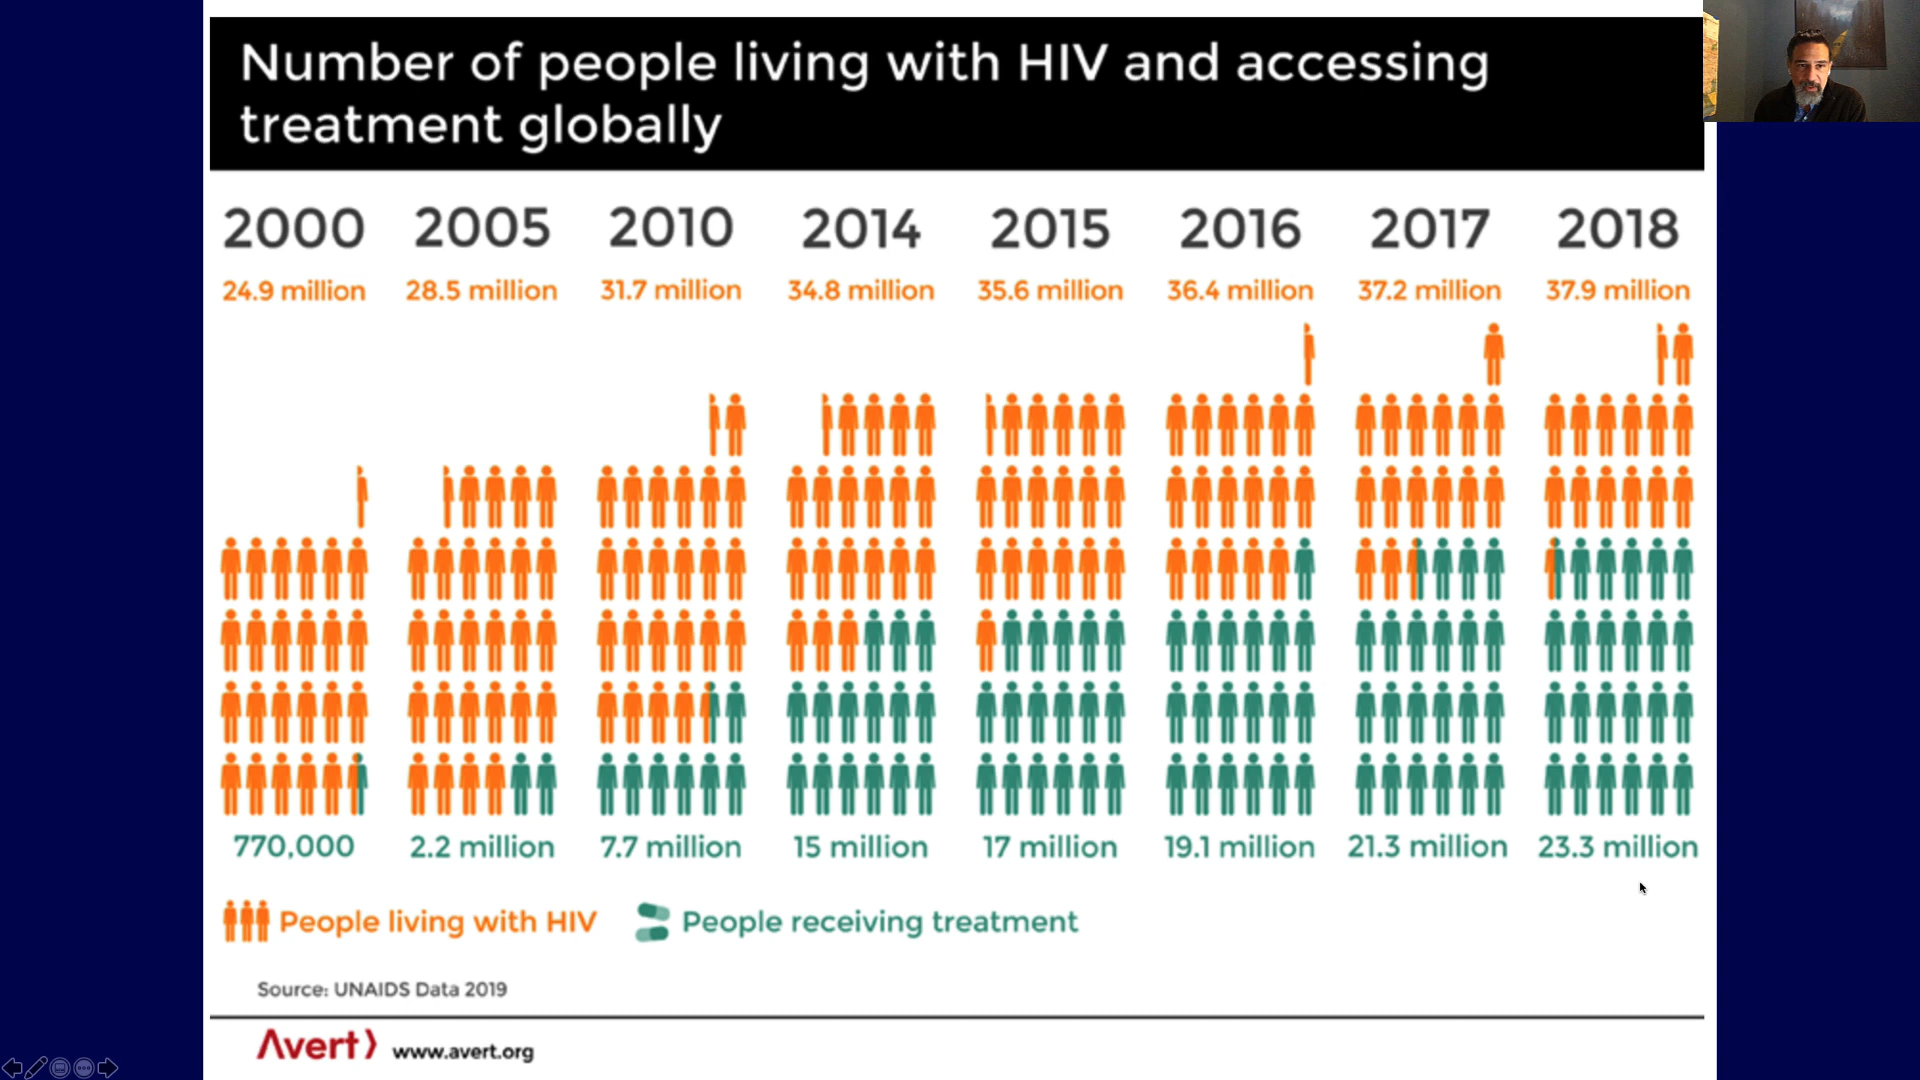 Number of people living with HIV and accessing
treatment globally
2000 2005 2010 2014 2015 2016 2017 2018
24.9 million 28.5 million 31.7 million 34.8 million 35.6 million 36.4 million 37.2 million 37.9 million
770,000 2.2 million 7.7 million 15 million 17 million 19.1 million 21.3 million 23.3 million
People living with HIV People receiving treatment
Source: UNAIDS Data 2019
Avert www.avert.org